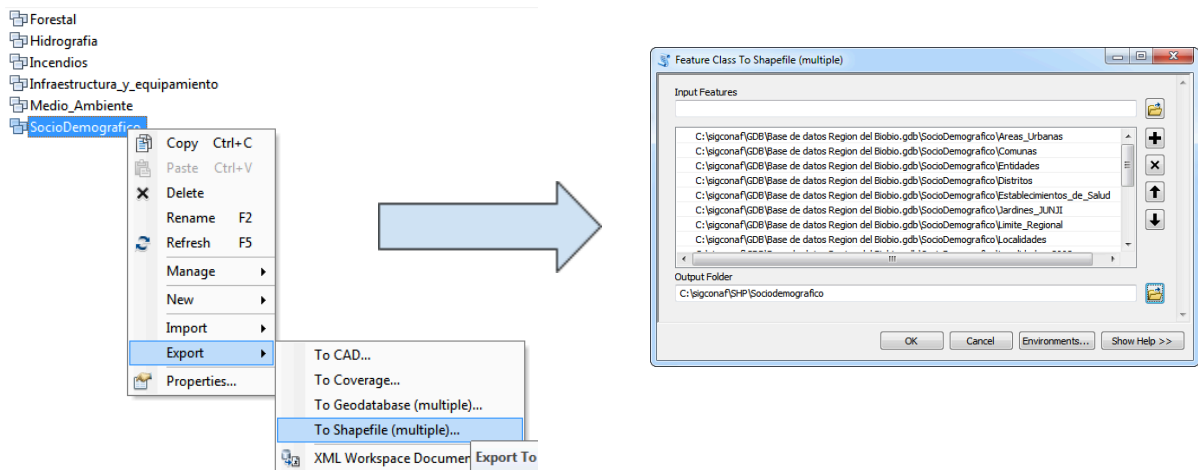 Forestal
Hidrografia
Incendios
Infraestructura_y_equipamiento
Medio_Ambiente
SocioDemografico
Copy Ctrl+C
Paste Ctrl+V
Delete
Rename F2
Refresh F5
Manage
New
Import
Export
Properties...
To CAD...
To Coverage...
To Geodatabase (multiple)...
To Shapefile (multiple)...
XML Workspace Documen
Export To
Feature Class To Shapefile (multiple)
Input Features
C:\sigconaf\GDB\Base de datos Region del Biobio.gdb\SocioDemografico\Areas_Urbanas
C:\sigconaf\GDB\Base de datos Region del Biobio.gdb\SocioDemografico\Comunas
C:\sigconaf\GDB\Base de datos Region del Biobio.gdb\SocioDemografico\Entidades
C:\sigconaf\GDB\Base de datos Region del Biobio.gdb\SocioDemografico\Distritos
C:\sigconaf\GDB\Base de datos Region del Biobio.gdb\SocioDemografico\Establecimientos_de_Salud
C:\sigconaf\GDB\Base de datos Region del Biobio.gdb\SocioDemografico\Jardines_JUNJI
C:\sigconaf\GDB\Base de datos Region del Biobio.gdb\SocioDemografico\Limite_Regional
C:\sigconaf\GDB\Base de datos Region del Biobio.gdb\SocioDemografico\Localidades
Output Folder
C:\sigconaf\SHP\Sociodemografico
OK
Cancel
Environments...
Show Help >>